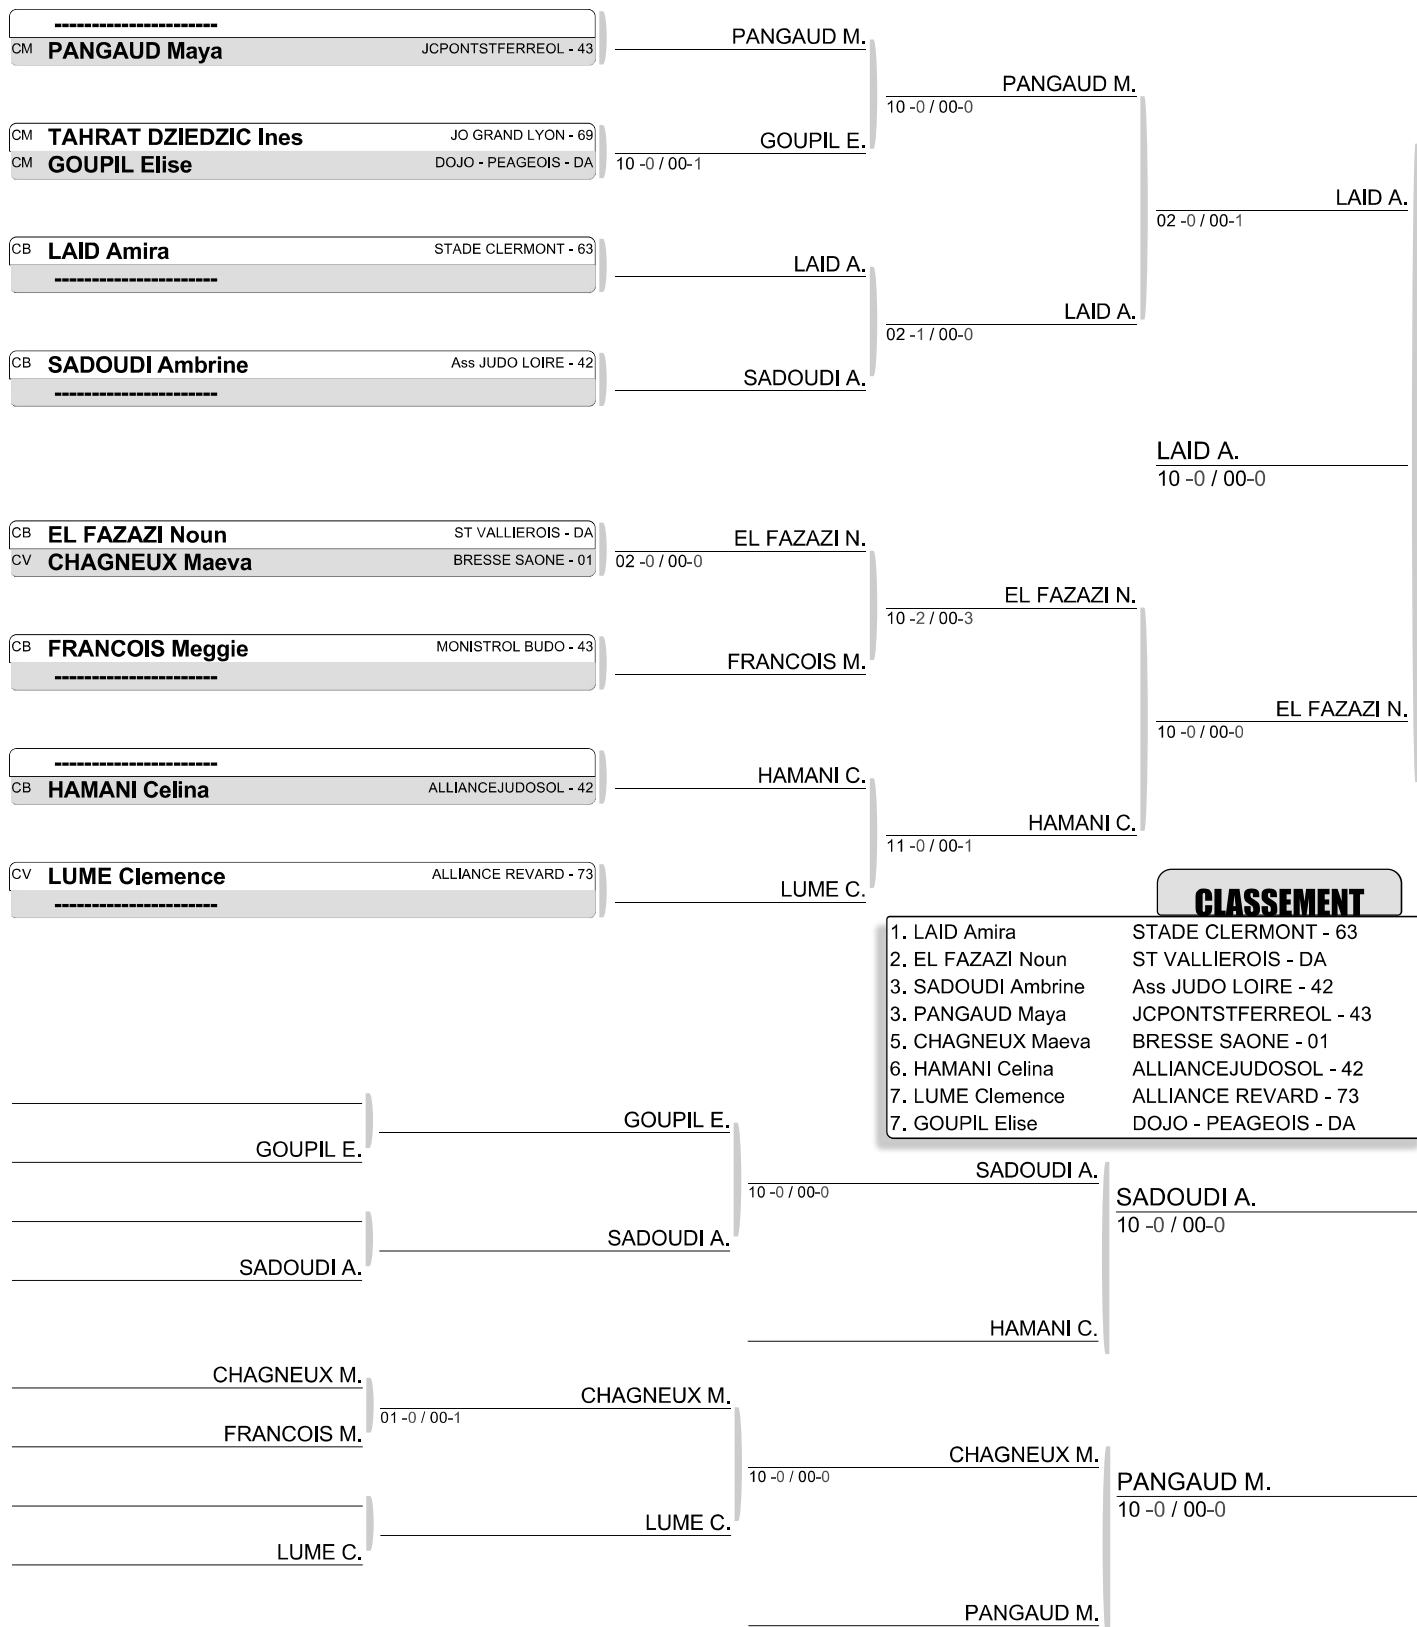 ----------------------
CM PANGAUD Maya JCPONTSTFERREOL - 43
PANGAUD M.
PANGAUD M.
10 -0 / 00-0
CM TAHRAT DZIEDZIC Ines JO GRAND LYON - 69
CM GOUPIL Elise DOJO - PEAGEOIS - DA
GOUPIL E.
10 -0 / 00-1
LAID A.
02 -0 / 00-1
CB LAID Amira STADE CLERMONT - 63
----------------------
LAID A.
LAID A.
02 -1 / 00-0
CB SADOUDI Ambrine Ass JUDO LOIRE - 42
----------------------
SADOUDI A.
LAID A.
10 -0 / 00-0
CB EL FAZAZI Noun ST VALLIEROIS - DA
CV CHAGNEUX Maeva BRESSE SAONE - 01
EL FAZAZI N.
02 -0 / 00-0
EL FAZAZI N.
10 -2 / 00-3
CB FRANCOIS Meggie MONISTROL BUDO - 43
----------------------
FRANCOIS M.
EL FAZAZI N.
10 -0 / 00-0
----------------------
CB HAMANI Celina ALLIANCEJUDOSOL - 42
HAMANI C.
HAMANI C.
11 -0 / 00-1
CV LUME Clemence ALLIANCE REVARD - 73
----------------------
LUME C.
CLASSEMENT
1. LAID Amira STADE CLERMONT - 63
2. EL FAZAZI Noun ST VALLIEROIS - DA
3. SADOUDI Ambrine Ass JUDO LOIRE - 42
3. PANGAUD Maya JCPONTSTFERREOL - 43
5. CHAGNEUX Maeva BRESSE SAONE - 01
6. HAMANI Celina ALLIANCEJUDOSOL - 42
7. LUME Clemence ALLIANCE REVARD - 73
7. GOUPIL Elise DOJO - PEAGEOIS - DA
GOUPIL E.
GOUPIL E.
SADOUDI A.
10 -0 / 00-0
SADOUDI A.
10 -0 / 00-0
SADOUDI A.
SADOUDI A.
HAMANI C.
CHAGNEUX M.
CHAGNEUX M.
01 -0 / 00-1
FRANCOIS M.
CHAGNEUX M.
10 -0 / 00-0
PANGAUD M.
10 -0 / 00-0
LUME C.
LUME C.
PANGAUD M.